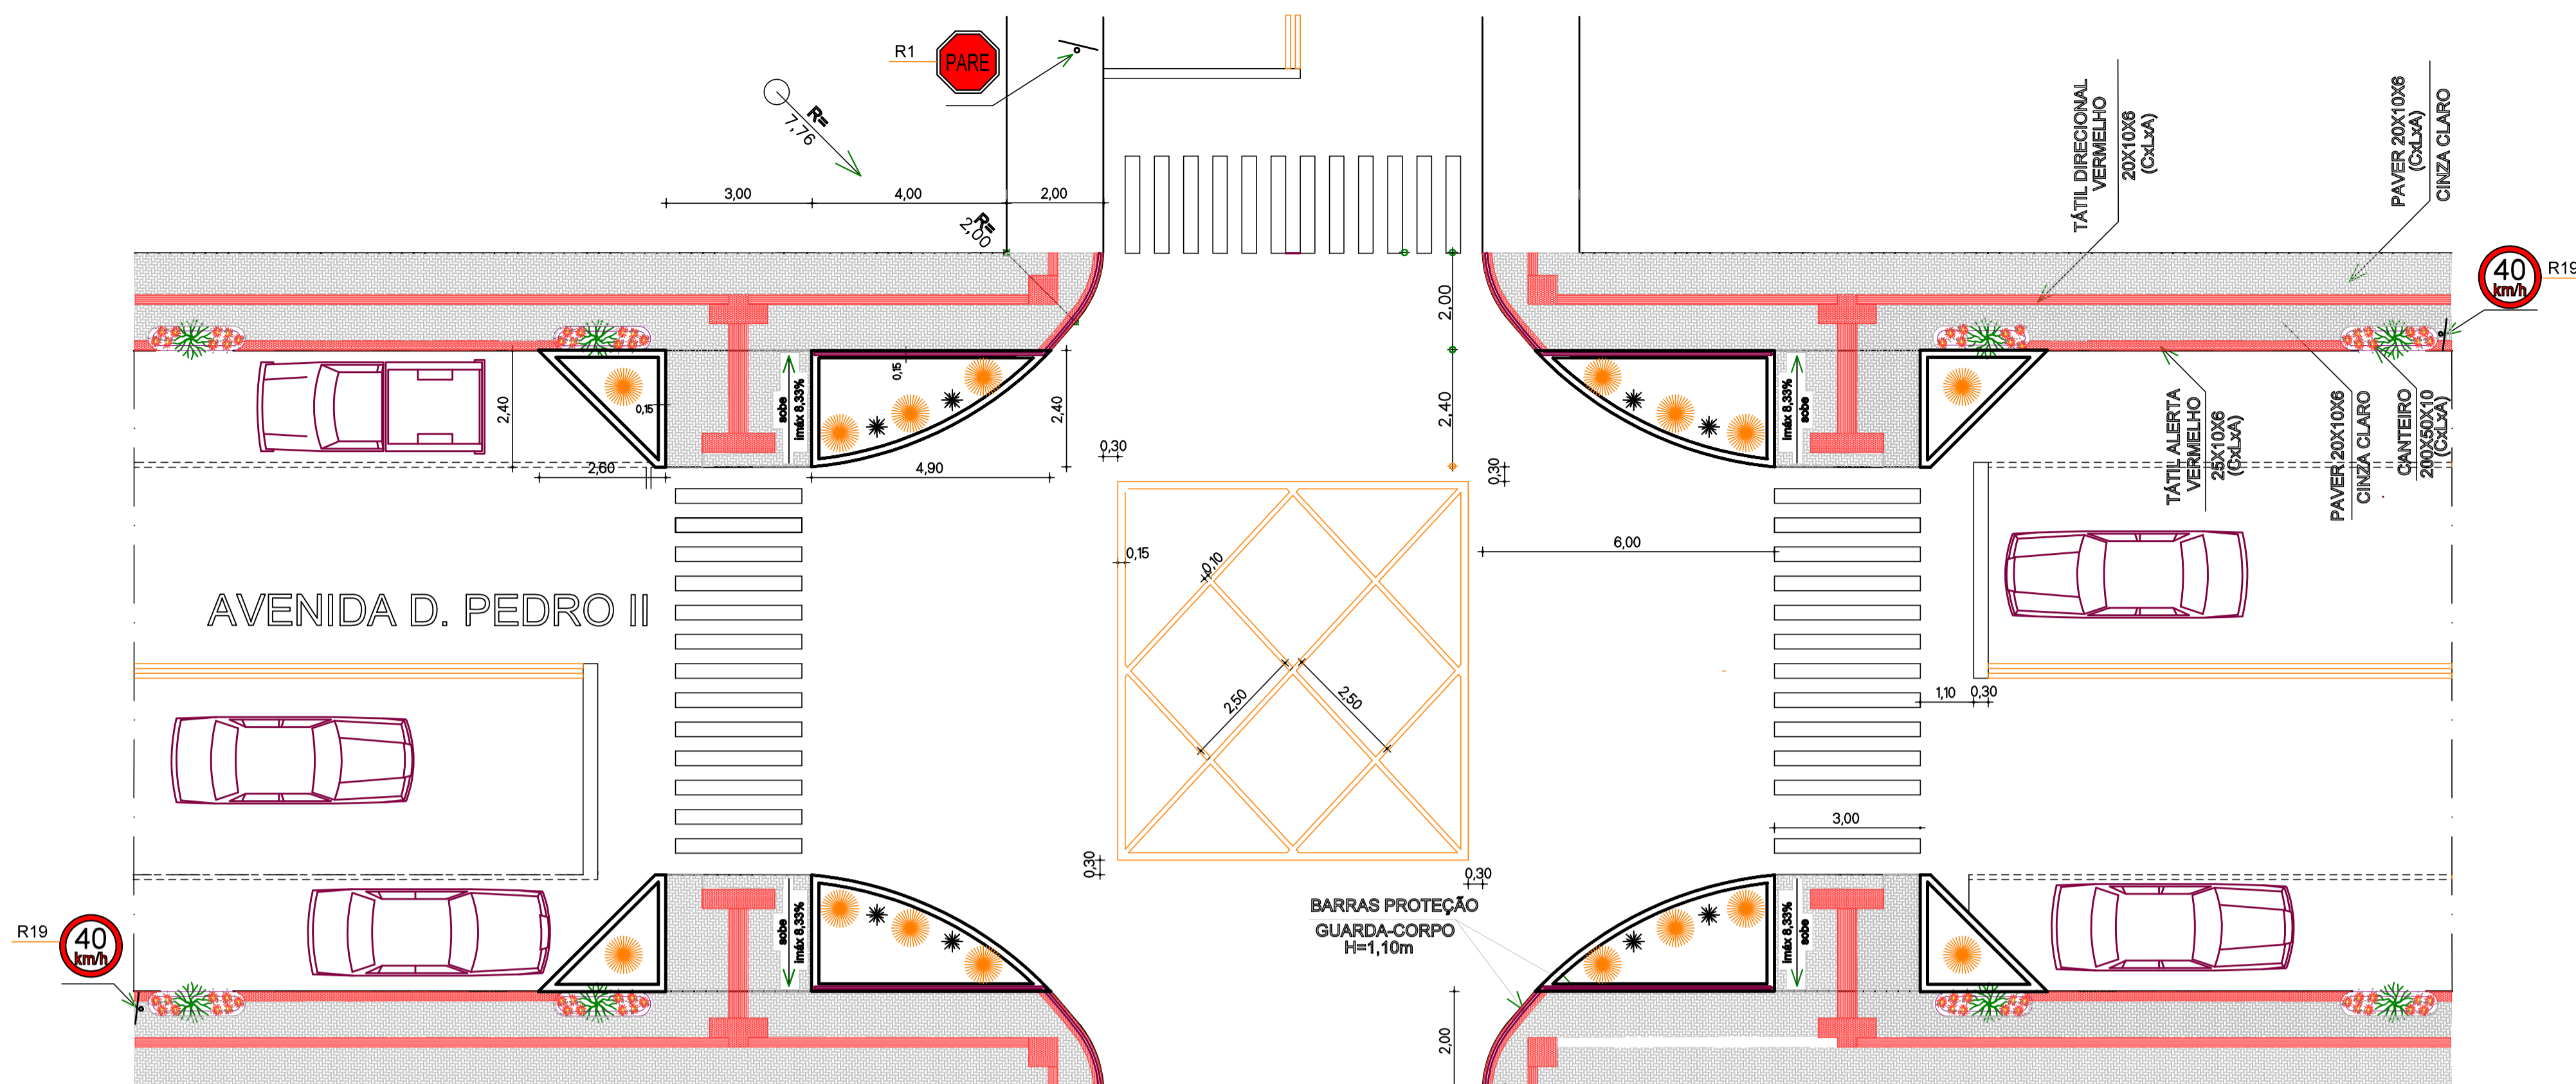 R1
PARE
R=
7,76
3,00
4,00
2,00
R=
2,00
TÁTIL DIRECIONAL
VERMELHO
20X10X6
(CxLxA)
PAVER 20X10X6
(CxLxA)
CINZA CLARO
40
km/h
R19
2,00
2,40
0,15
0,15
sobe
imáx 8,33%
2,40
2,40
0,30
2,60
4,90
0,30
imáx 8,33%
sobe
TÁTIL ALERTA
VERMELHO
25X10X6
(CxLxA)
PAVER 20X10X6
CINZA CLARO
CANTEIRO
200X50X10
(CxLxA)
0,15
0,10
6,00
AVENIDA D. PEDRO II
2,50
2,50
1,10
0,30
3,00
0,30
0,30
BARRAS PROTEÇÃO
GUARDA-CORPO
H=1,10m
sobe
imáx 8,33%
imáx 8,33%
sobe
R19
40
km/h
2,00